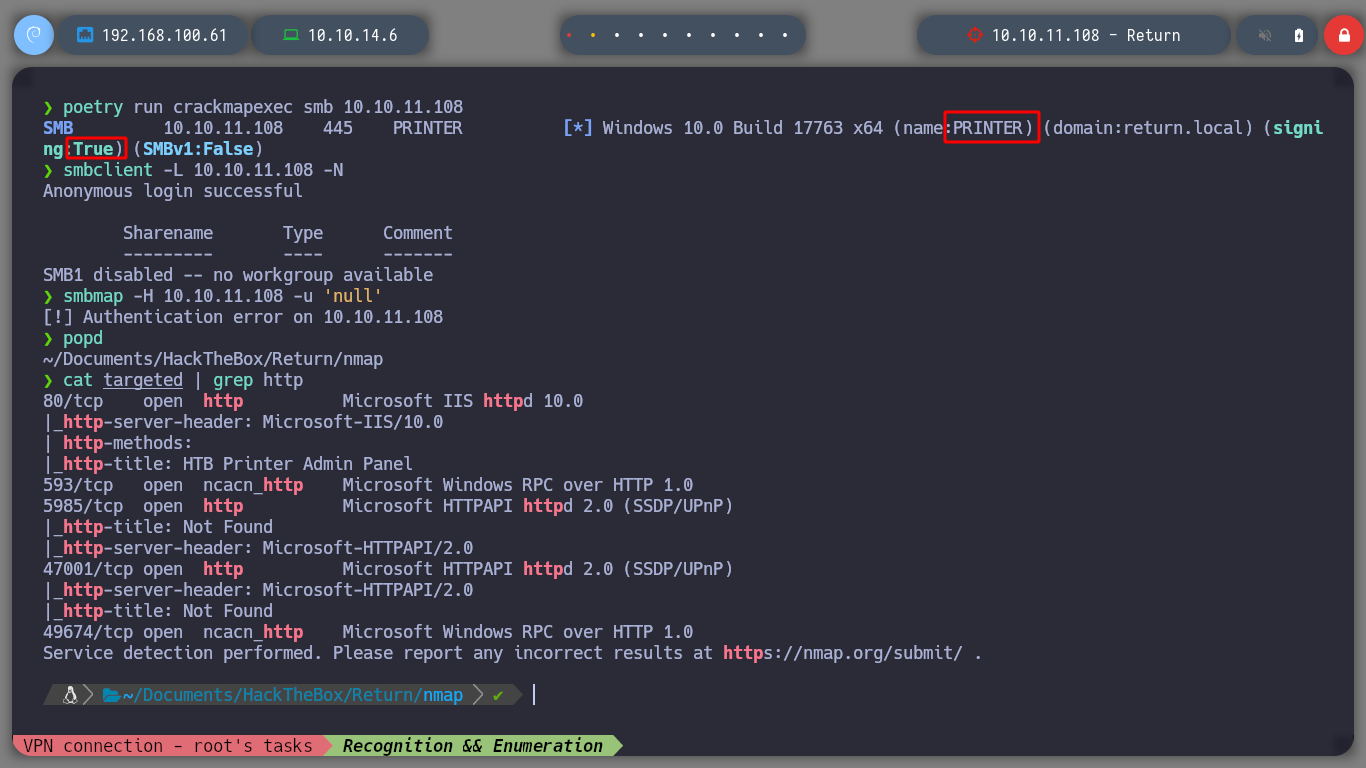 192.168.100.61 10.10.14.6 10.10.11.108 - Return
❯ poetry run crackmapexec smb 10.10.11.108
SMB 10.10.11.108 445 PRINTER [*] Windows 10.0 Build 17763 x64 (name:PRINTER) (domain:return.local) (signi
ng:True) (SMBv1:False)
❯ smbclient -L 10.10.11.108 -N
Anonymous login successful
Sharename Type Comment
--------- ---- -------
SMB1 disabled -- no workgroup available
❯ smbmap -H 10.10.11.108 -u 'null'
[!] Authentication error on 10.10.11.108
❯ popd
~/Documents/HackTheBox/Return/nmap
❯ cat targeted | grep http
80/tcp open http Microsoft IIS httpd 10.0
|_http-server-header: Microsoft-IIS/10.0
| http-methods:
|_http-title: HTB Printer Admin Panel
593/tcp open ncacn_http Microsoft Windows RPC over HTTP 1.0
5985/tcp open http Microsoft HTTPAPI httpd 2.0 (SSDP/UPnP)
|_http-title: Not Found
|_http-server-header: Microsoft-HTTPAPI/2.0
47001/tcp open http Microsoft HTTPAPI httpd 2.0 (SSDP/UPnP)
|_http-server-header: Microsoft-HTTPAPI/2.0
|_http-title: Not Found
49674/tcp open ncacn_http Microsoft Windows RPC over HTTP 1.0
Service detection performed. Please report any incorrect results at https://nmap.org/submit/ .
~/Documents/HackTheBox/Return/nmap ✔
VPN connection - root's tasks Recognition && Enumeration